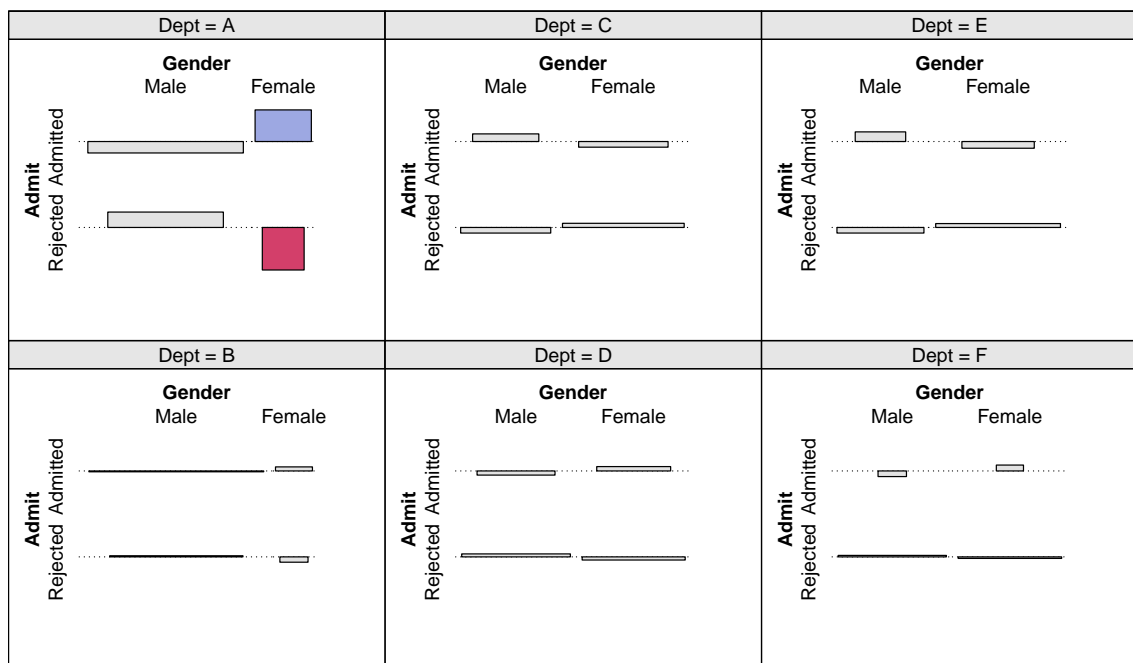 Dept = A
Gender
Male Female
Admit
Admitted
Rejected
Dept = C
Gender
Male Female
Admit
Admitted
Rejected
Dept = E
Gender
Male Female
Admit
Admitted
Rejected
Dept = B
Gender
Male Female
Admit
Admitted
Rejected
Dept = D
Gender
Male Female
Admit
Admitted
Rejected
Dept = F
Gender
Male Female
Admit
Admitted
Rejected